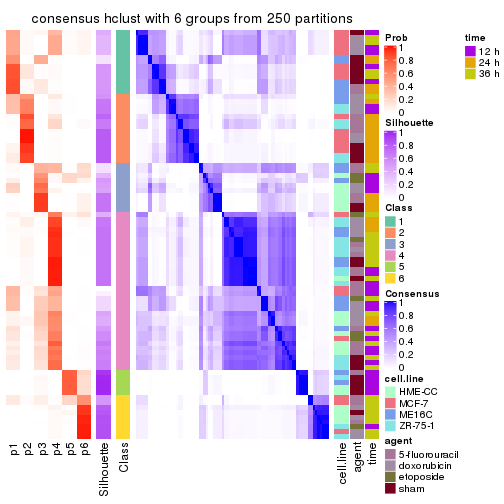 consensus hclust with 6 groups from 250 partitions
Prob
1
0.8
0.6
0.4
0.2
0
time
12 h
24 h
36 h
Silhouette
1
0.8
0.6
0.4
0.2
0
Class
1
2
3
4
5
6
Consensus
1
0.8
0.6
0.4
0.2
0
cell.line
HME-CC
MCF-7
ME16C
ZR-75-1
agent
5-fluorouracil
doxorubicin
etoposide
sham
p1
p2
p3
p4
p5
p6
Silhouette
Class
cell.line
agent
time